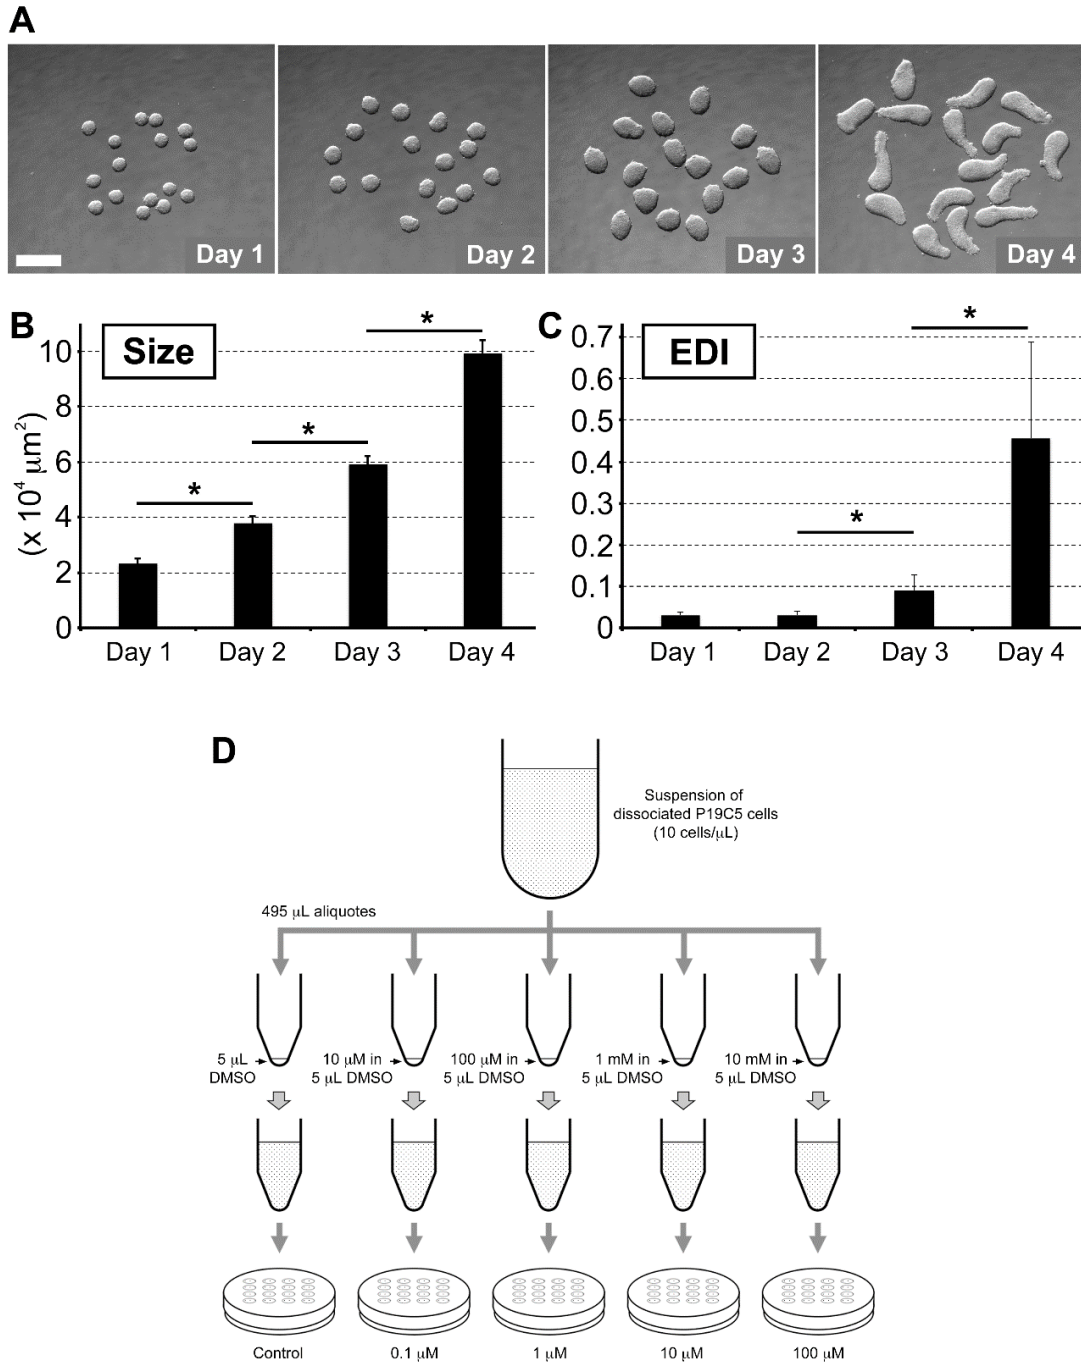 A
Day 1
Day 2
Day 3
Day 4
B
Size
*
*
*
10
8
6
4
2
0
(x 10⁴ μm²)
Day 1
Day 2
Day 3
Day 4
C
EDI
*
*
0.7
0.6
0.5
0.4
0.3
0.2
0.1
0
Day 1
Day 2
Day 3
Day 4
D
Suspension of
dissociated P19C5 cells
(10 cells/μL)
495 μL aliquotes
5 μL
DMSO
10 μM in
5 μL DMSO
100 μM in
5 μL DMSO
1 mM in
5 μL DMSO
10 mM in
5 μL DMSO
Control
0.1 μM
1 μM
10 μM
100 μM